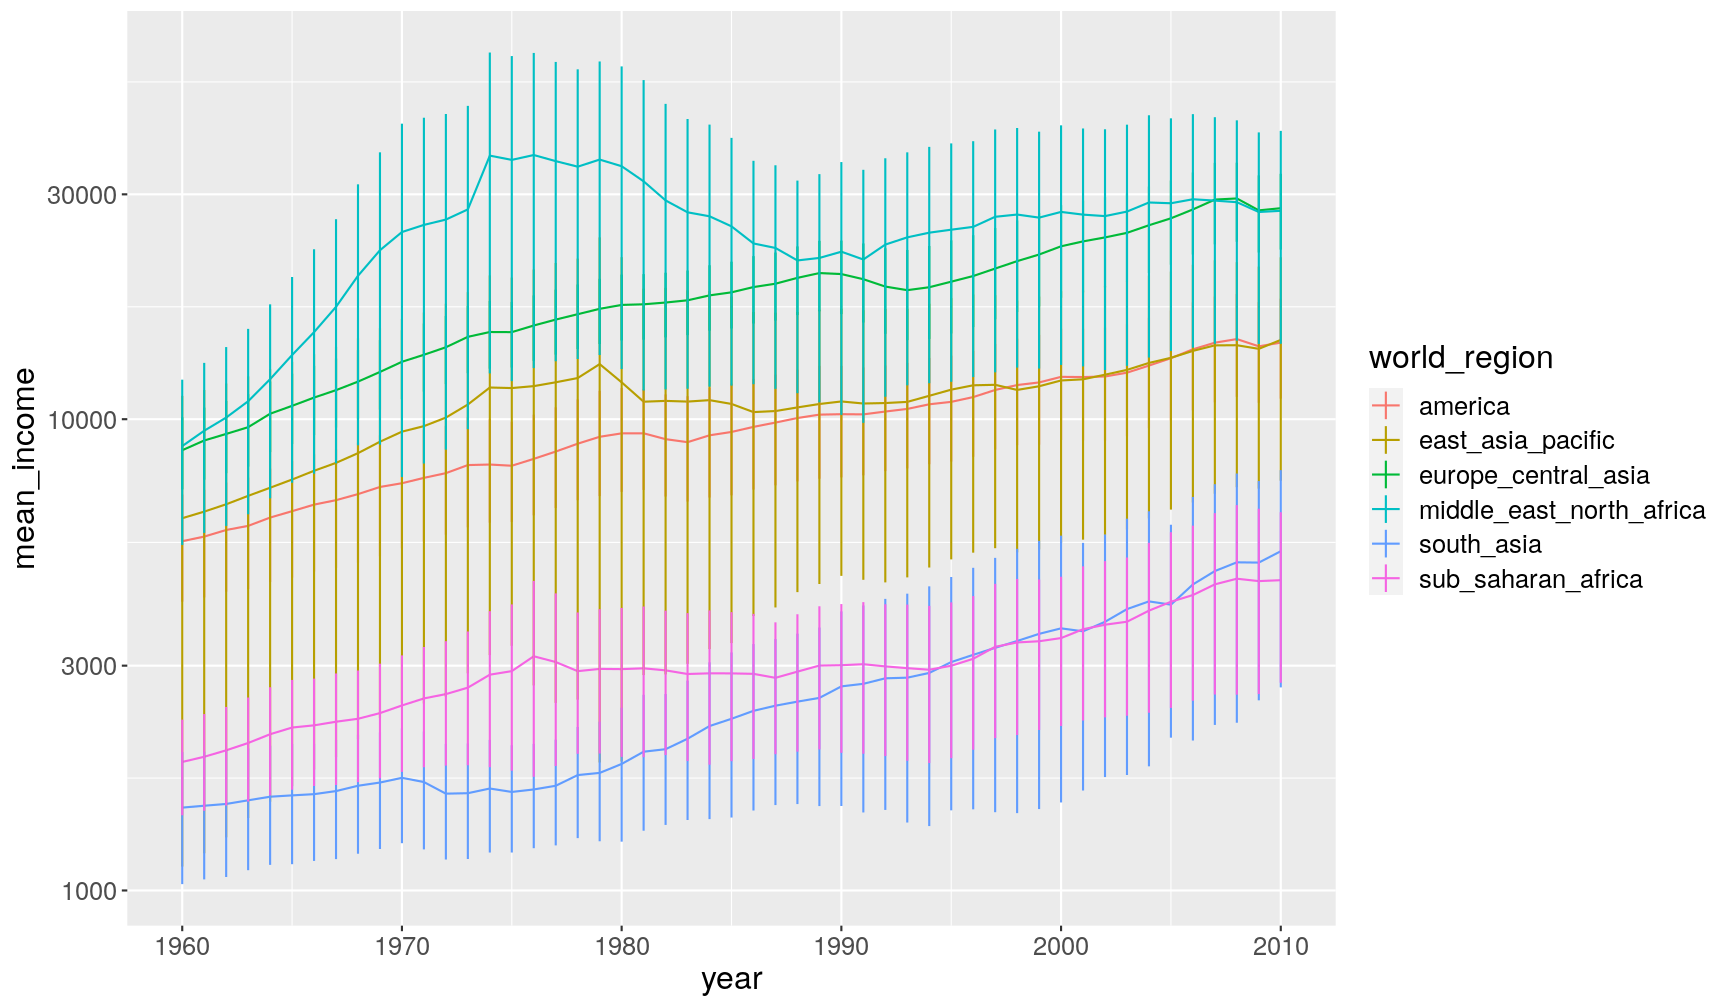 mean_income
30000
10000
3000
1000
1960 1970 1980 1990 2000 2010
year
world_region
america
east_asia_pacific
europe_central_asia
middle_east_north_africa
south_asia
sub_saharan_africa